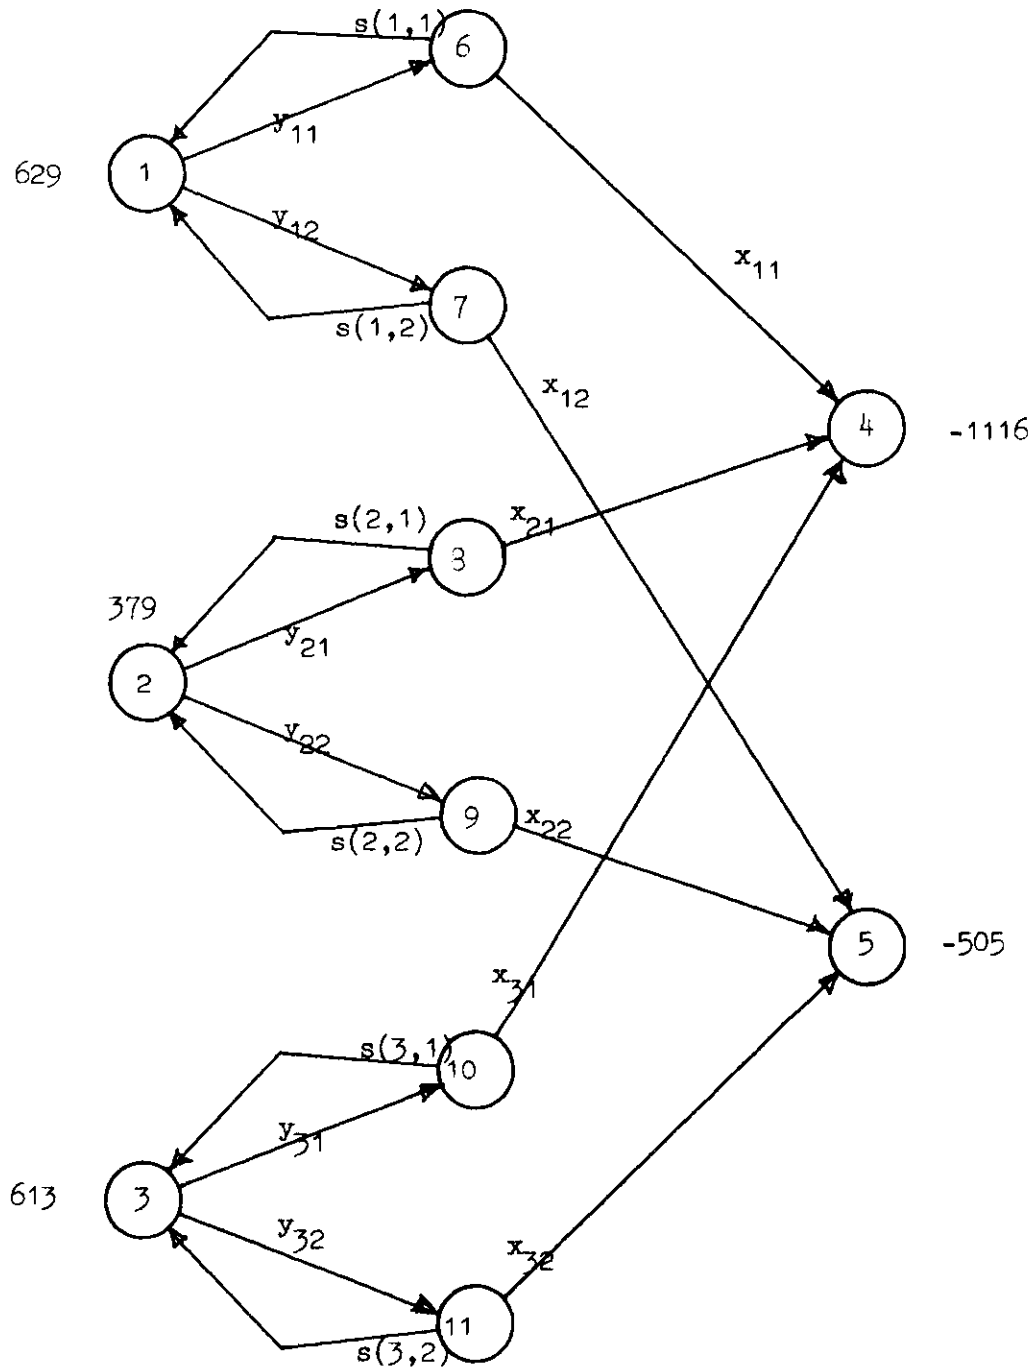 s(1,1)
6
y11
1
629
y12
x11
7
s(1,2)
x12
4
-1116
s(2,1)
x21
8
379
y21
2
y22
9
x22
s(2,2)
5
-505
x31
s(3,1)
10
y31
3
613
y32
x32
11
s(3,2)